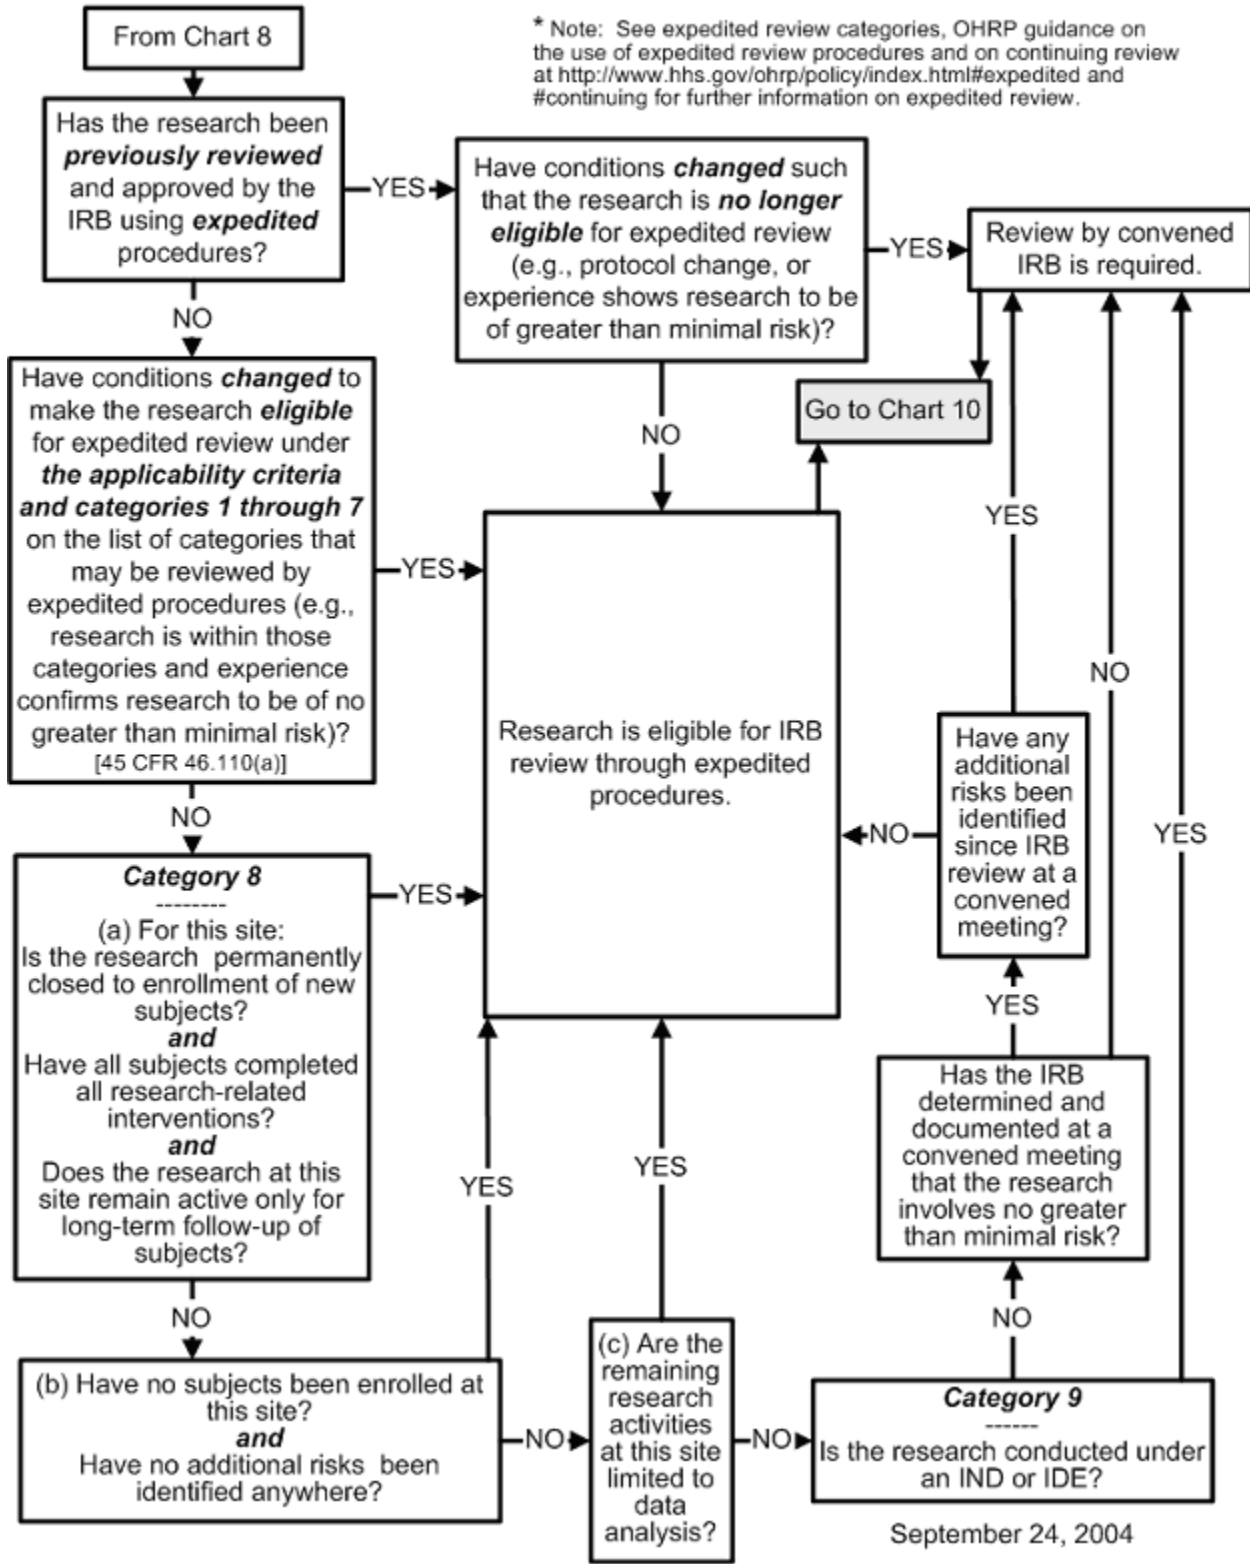 From Chart 8
* Note: See expedited review categories, OHRP guidance on
the use of expedited review procedures and on continuing review
at http://www.hhs.gov/ohrp/policy/index.html#expedited and
#continuing for further information on expedited review.
Has the research been
previously reviewed
and approved by the
IRB using expedited
procedures?
YES
Have conditions changed such
that the research is no longer
eligible for expedited review
(e.g., protocol change, or
experience shows research to be
of greater than minimal risk)?
YES
Review by convened
IRB is required.
NO
NO
Go to Chart 10
Have conditions changed to
make the research eligible
for expedited review under
the applicability criteria
and categories 1 through 7
on the list of categories that
may be reviewed by
expedited procedures (e.g.,
research is within those
categories and experience
confirms research to be of no
greater than minimal risk)?
[45 CFR 46.110(a)]
YES
Research is eligible for IRB
review through expedited
procedures.
YES
NO
YES
Have any
additional
risks been
identified
since IRB
review at a
convened
meeting?
NO
NO
Category 8
--------
(a) For this site:
Is the research permanently
closed to enrollment of new
subjects?
and
Have all subjects completed
all research-related
interventions?
and
Does the research at this
site remain active only for
long-term follow-up of
subjects?
YES
YES
Has the IRB
determined and
documented at a
convened meeting
that the research
involves no greater
than minimal risk?
YES
YES
NO
NO
(b) Have no subjects been enrolled at
this site?
and
Have no additional risks been
identified anywhere?
NO
(c) Are the
remaining
research
activities
at this site
limited to
data
analysis?
NO
Category 9
------
Is the research conducted under
an IND or IDE?
September 24, 2004